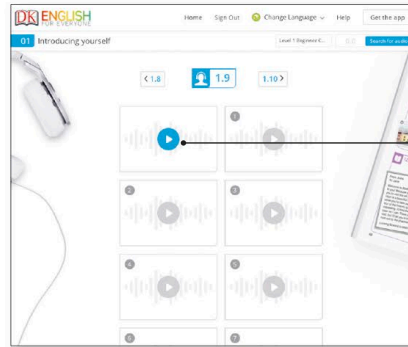 DK ENGLISH
FOR EVERYONE
Home Sign Out Change Language Help Get the app
01 Introducing yourself
Level 1 Beginner C...
Search for audio
< 1.8
1.9
1.10 >
1
2
3
4
5
6
7